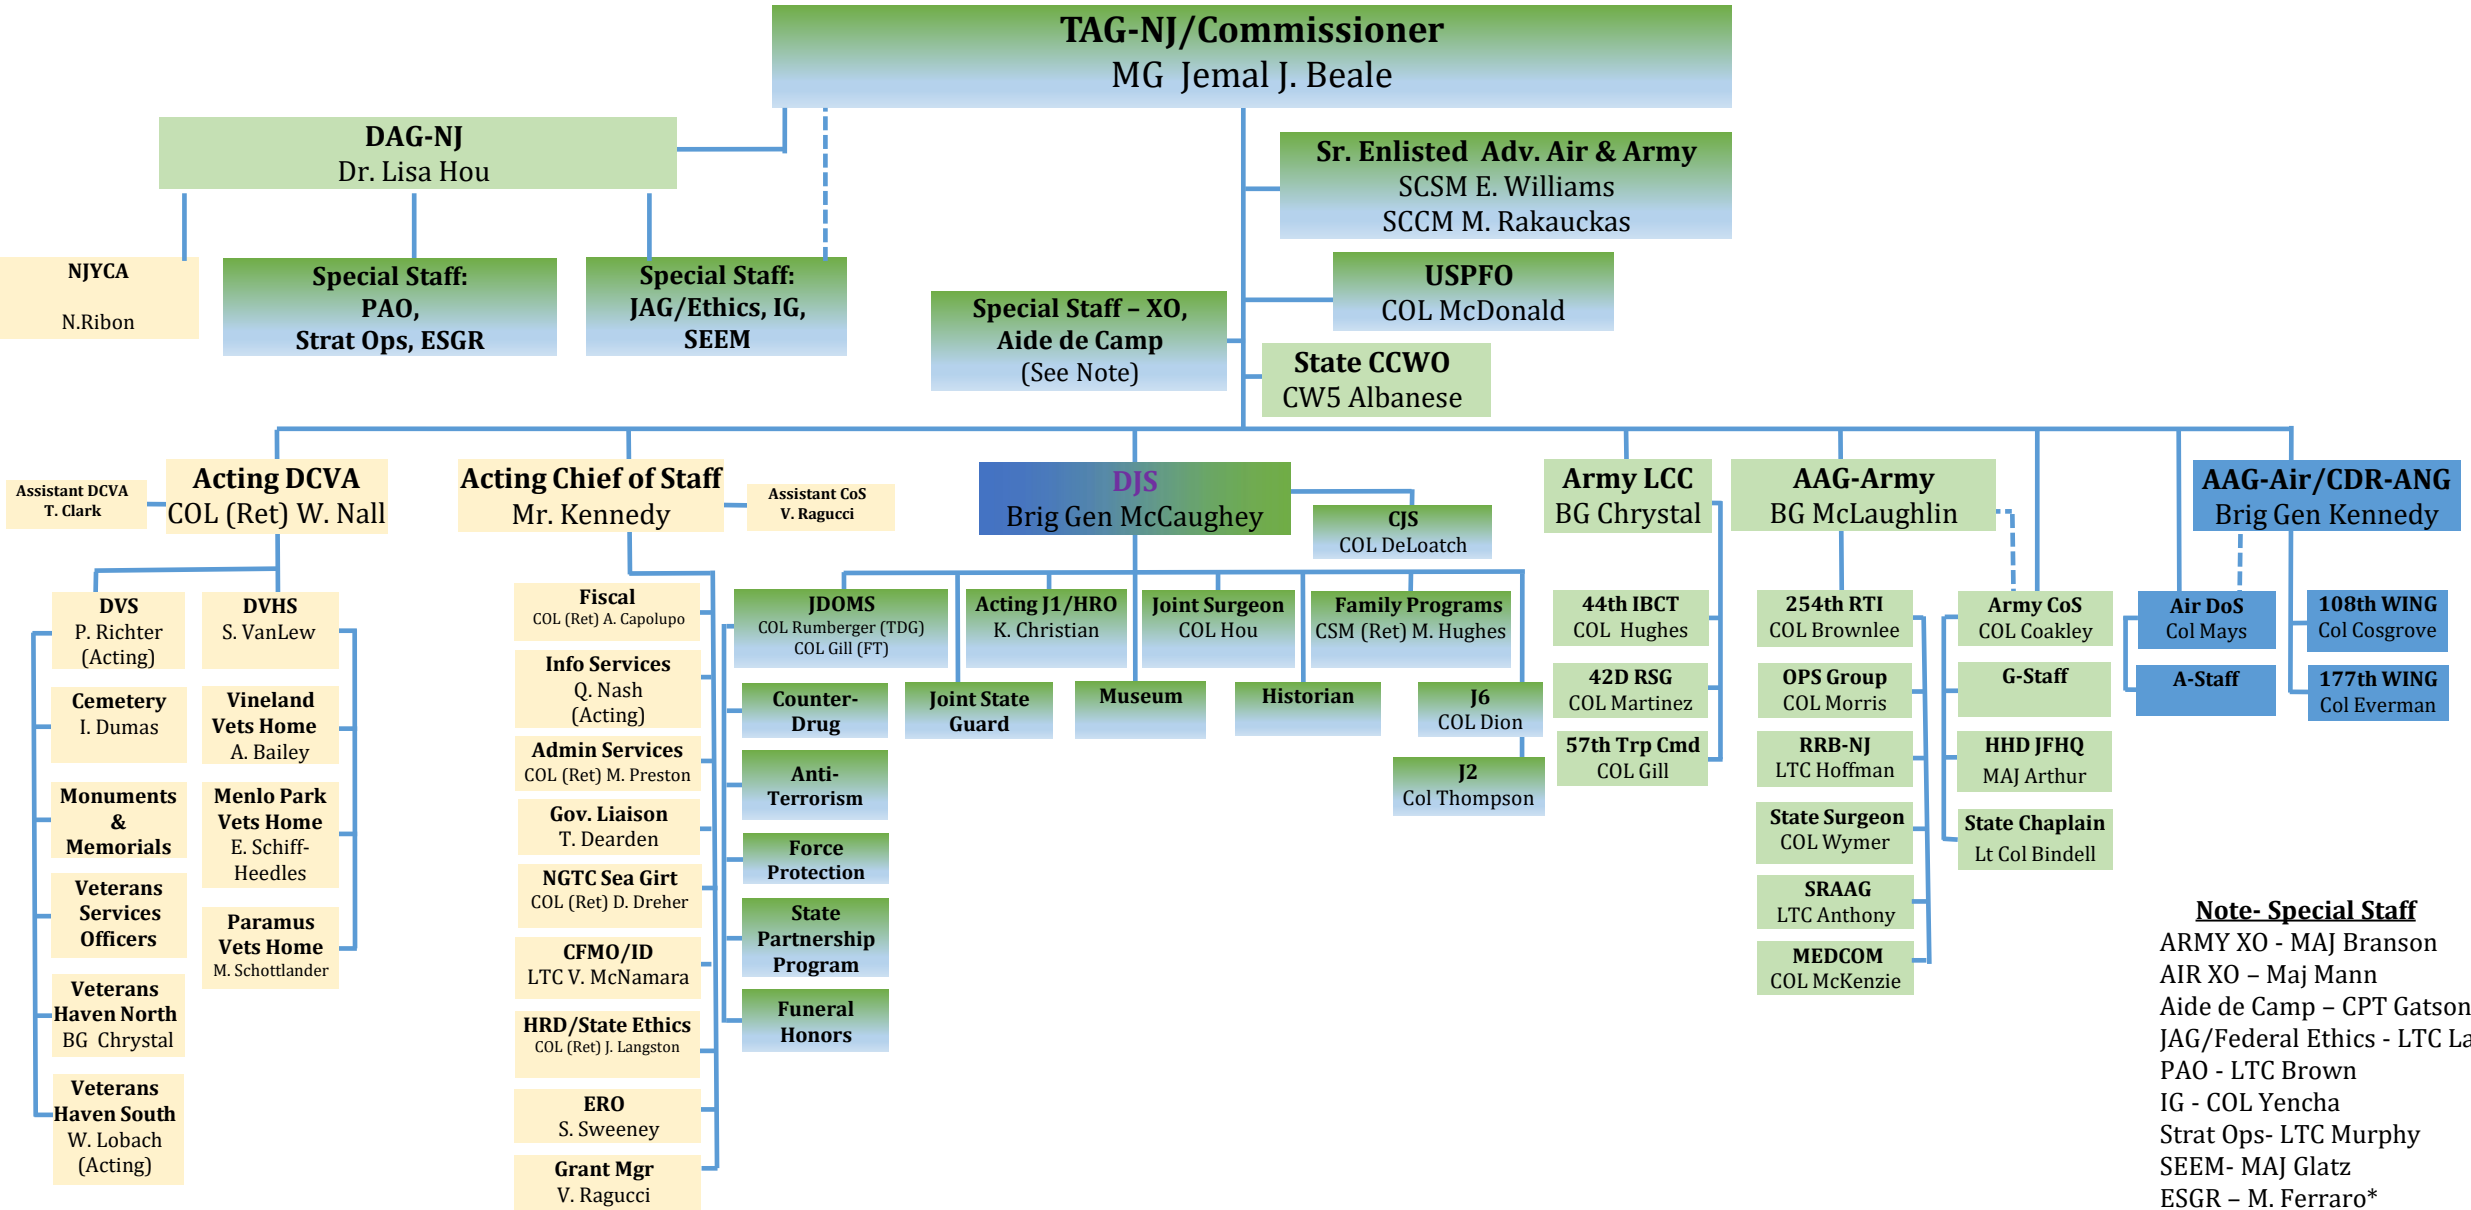 TAG-NJ/Commissioner
MG Jemal J. Beale
DAG-NJ
Dr. Lisa Hou
Sr. Enlisted Adv. Air & Army
SCSM E. Williams
SCCM M. Rakauckas
NJYCA
N.Ribon
Special Staff:
PAO,
Strat Ops, ESGR
Special Staff:
JAG/Ethics, IG,
SEEM
USPFO
COL McDonald
Special Staff – XO,
Aide de Camp
(See Note)
State CCWO
CW5 Albanese
Assistant DCVA
T. Clark
Acting DCVA
COL (Ret) W. Nall
Acting Chief of Staff
Mr. Kennedy
Assistant CoS
V. Ragucci
DJS
Brig Gen McCaughey
CJS
COL DeLoatch
Army LCC
BG Chrystal
AAG-Army
BG McLaughlin
AAG-Air/CDR-ANG
Brig Gen Kennedy
DVS
P. Richter
(Acting)
Cemetery
I. Dumas
Monuments
&
Memorials
Veterans
Services
Officers
Veterans
Haven North
BG Chrystal
Veterans
Haven South
W. Lobach
(Acting)
DVHS
S. VanLew
Vineland
Vets Home
A. Bailey
Menlo Park
Vets Home
E. Schiff-
Heedles
Paramus
Vets Home
M. Schottlander
Fiscal
COL (Ret) A. Capolupo
Info Services
Q. Nash
(Acting)
Admin Services
COL (Ret) M. Preston
Gov. Liaison
T. Dearden
NGTC Sea Girt
COL (Ret) D. Dreher
CFMO/ID
LTC V. McNamara
HRD/State Ethics
COL (Ret) J. Langston
ERO
S. Sweeney
Grant Mgr
V. Ragucci
JDOMS
COL Rumberger (TDG)
COL Gill (FT)
Counter-
Drug
Anti-
Terrorism
Force
Protection
State
Partnership
Program
Funeral
Honors
Acting J1/HRO
K. Christian
Joint Surgeon
COL Hou
Family Programs
CSM (Ret) M. Hughes
Joint State
Guard
Museum
Historian
J6
COL Dion
J2
Col Thompson
44th IBCT
COL Hughes
42D RSG
COL Martinez
57th Trp Cmd
COL Gill
254th RTI
COL Brownlee
OPS Group
COL Morris
RRB-NJ
LTC Hoffman
State Surgeon
COL Wymer
SRAAG
LTC Anthony
MEDCOM
COL McKenzie
Army CoS
COL Coakley
G-Staff
HHD JFHQ
MAJ Arthur
State Chaplain
Lt Col Bindell
Air DoS
Col Mays
A-Staff
108th WING
Col Cosgrove
177th WING
Col Everman
Note- Special Staff
ARMY XO - MAJ Branson
AIR XO – Maj Mann
Aide de Camp – CPT Gatson
JAG/Federal Ethics - LTC
PAO - LTC Brown
IG - COL Yencha
Strat Ops- LTC Murphy
SEEM- MAJ Glatz
ESGR – M. Ferraro*